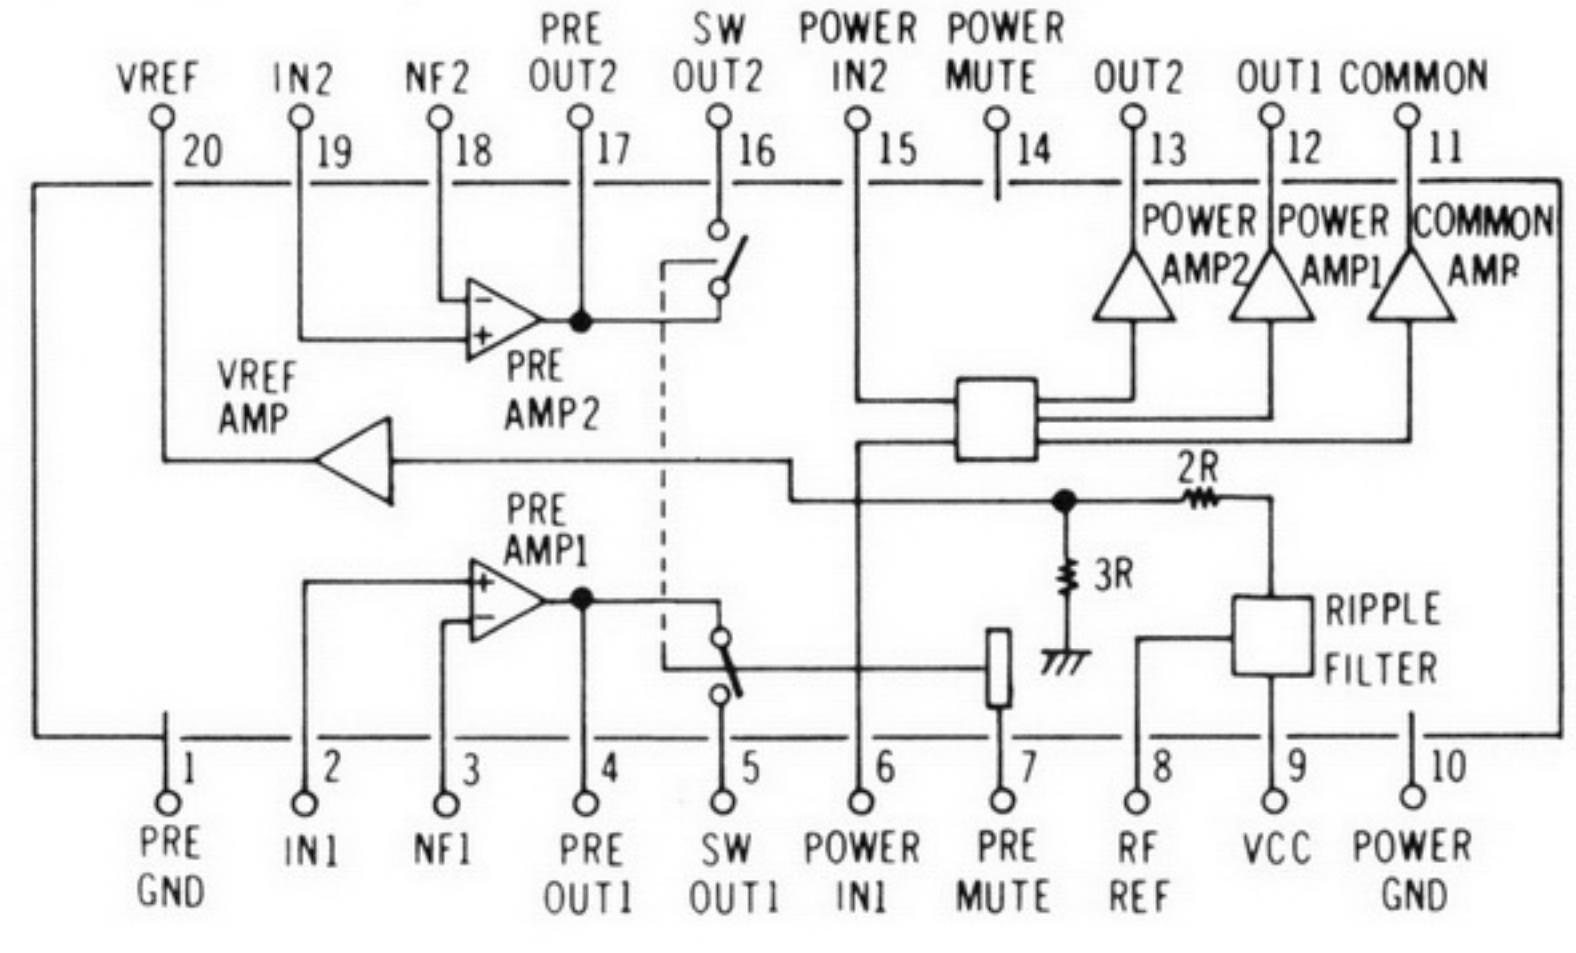 PRE SW POWER POWER
VREF IN2 NF2 OUT2 OUT2 IN2 MUTE OUT2 OUT1 COMMON
20 19 18 17 16 15 14 13 12 11
POWER POWER COMMON
AMP2 AMP1 AMP
-
+
VREF
AMP
PRE
AMP2
2R
PRE
AMP1
+
-
3R
RIPPLE
FILTER
1 2 3 4 5 6 7 8 9 10
PRE IN1 NF1 PRE SW POWER PRE RF VCC POWER
GND OUT1 OUT1 IN1 MUTE REF GND